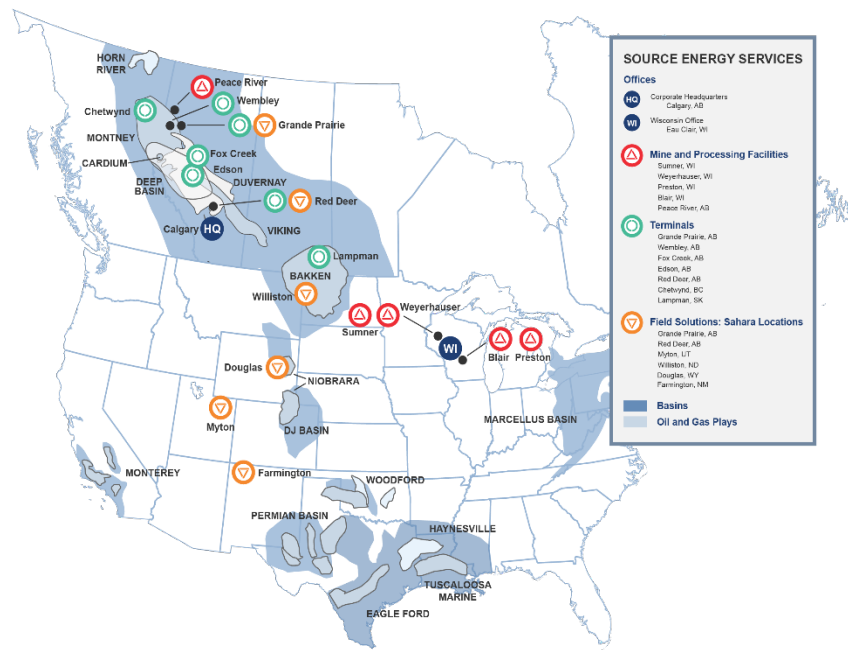 HORN
RIVER
Peace River
Wembley
Chetwynd
Grande Prairie
MONTNEY
Fox Creek
CARDIUM
Edson
DEEP
BASIN
DUVERNAY
Red Deer
Calgary
HQ
VIKING
Lampman
BAKKEN
Williston
Weyerhauser
Sumner
WI
Blair
Preston
Douglas
NIOBRARA
Myton
DJ BASIN
MARCELLUS BASIN
MONTEREY
Farmington
WOODFORD
PERMIAN BASIN
HAYNESVILLE
TUSCALOOSA
MARINE
EAGLE FORD
SOURCE ENERGY SERVICES
Offices
HQ
Corporate Headquarters
Calgary, AB
WI
Wisconsin Office
Eau Clair, WI
Mine and Processing Facilities
Sumner, WI
Weyerhauser, WI
Preston, WI
Blair, WI
Peace River, AB
Terminals
Grande Prairie, AB
Wembley, AB
Fox Creek, AB
Edson, AB
Red Deer, AB
Chetwynd, BC
Lampman, SK
Field Solutions: Sahara Locations
Grande Prairie, AB
Red Deer, AB
Myton, UT
Williston, ND
Douglas, WY
Farmington, NM
Basins
Oil and Gas Plays